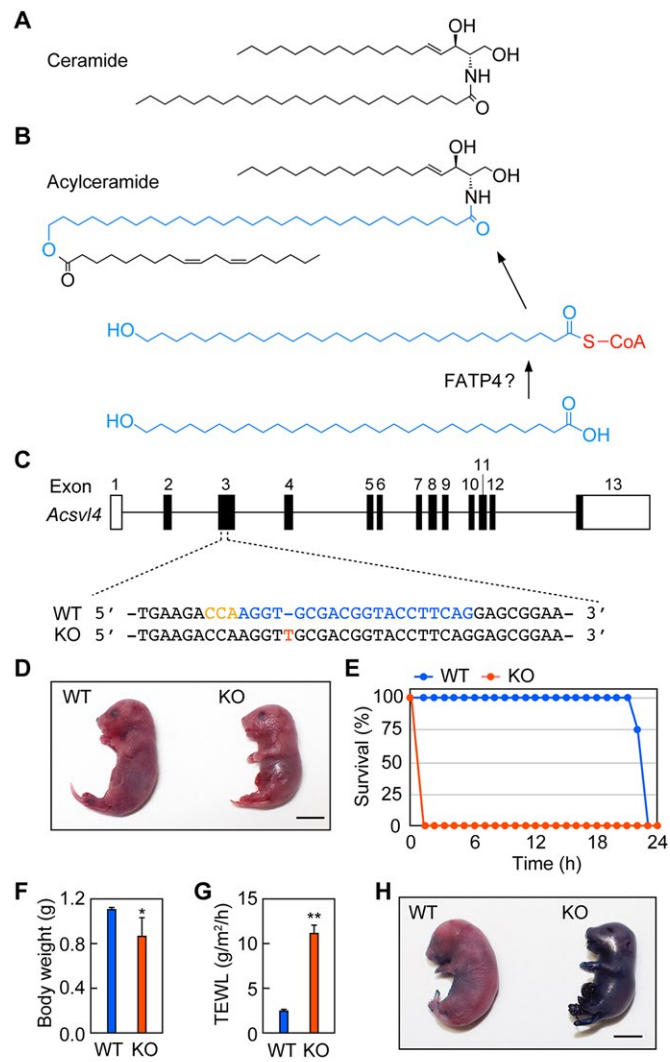 A
Ceramide
OH
OH
NH
O
B
Acylceramide
OH
OH
NH
O
O
O
O
HO
S–CoA
FATP4?
O
HO
OH
C
11
Exon 1 2 3 4 5 6 7 8 9 10 12 13
Acsvl4
WT 5′ -TGAAGACCAAGGT-GCGACGGTACCTTCAGGAGCGGAA- 3′
KO 5′ -TGAAGACCAAGGTTGCGACGGTACCTTCAGGAGCGGAA- 3′
D
WT KO
E
WT KO
Survival (%)
100
75
50
25
0
0 6 12 18 24
Time (h)
F
Body weight (g)
1.2
0.8
0.4
0.0
*
WT KO
G
TEWL (g/m²/h)
15
10
5
0
**
WT KO
H
WT KO